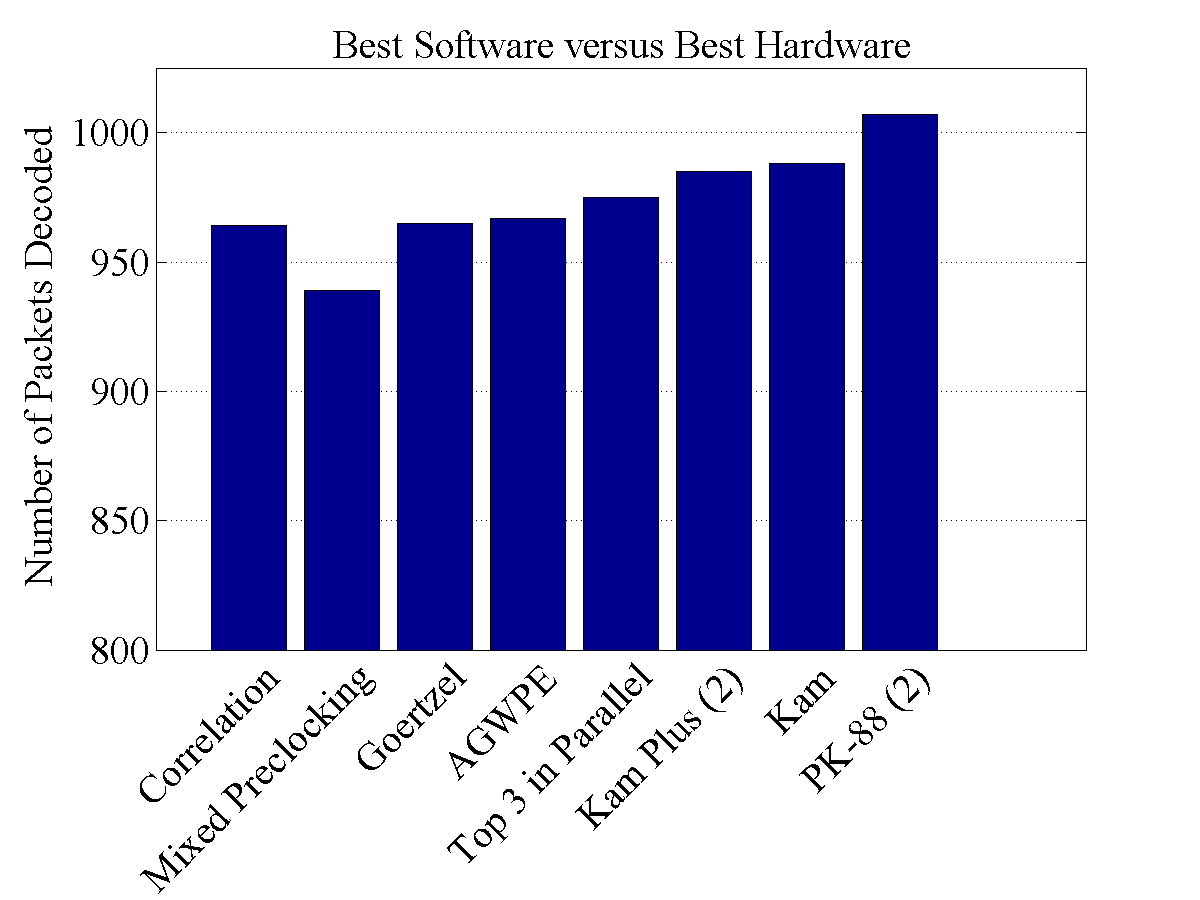 Best Software versus Best Hardware
Number of Packets Decoded
1000
950
900
850
800
Correlation
Mixed Preclocking
Goertzel
AGWPE
Top 3 in Parallel
Kam Plus (2)
Kam
PK-88 (2)